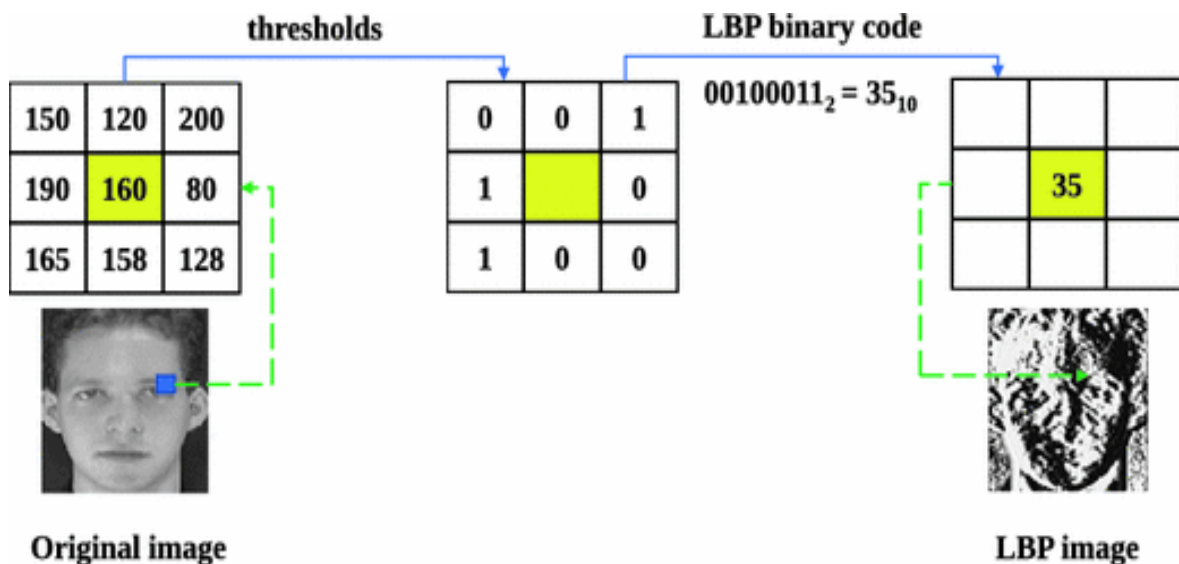 thresholds
LBP binary code
00100011₂ = 35₁₀
150 120 200
190 160 80
165 158 128
0 0 1
1 0
1 0 0
35
Original image
LBP image